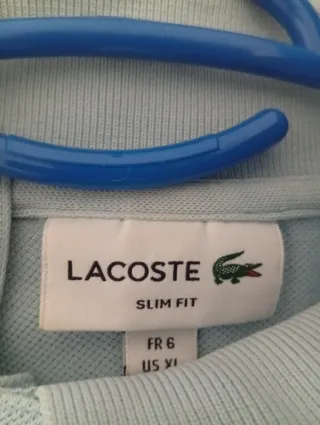 LACOSTE
SLIM FIT
FR 6
US XL